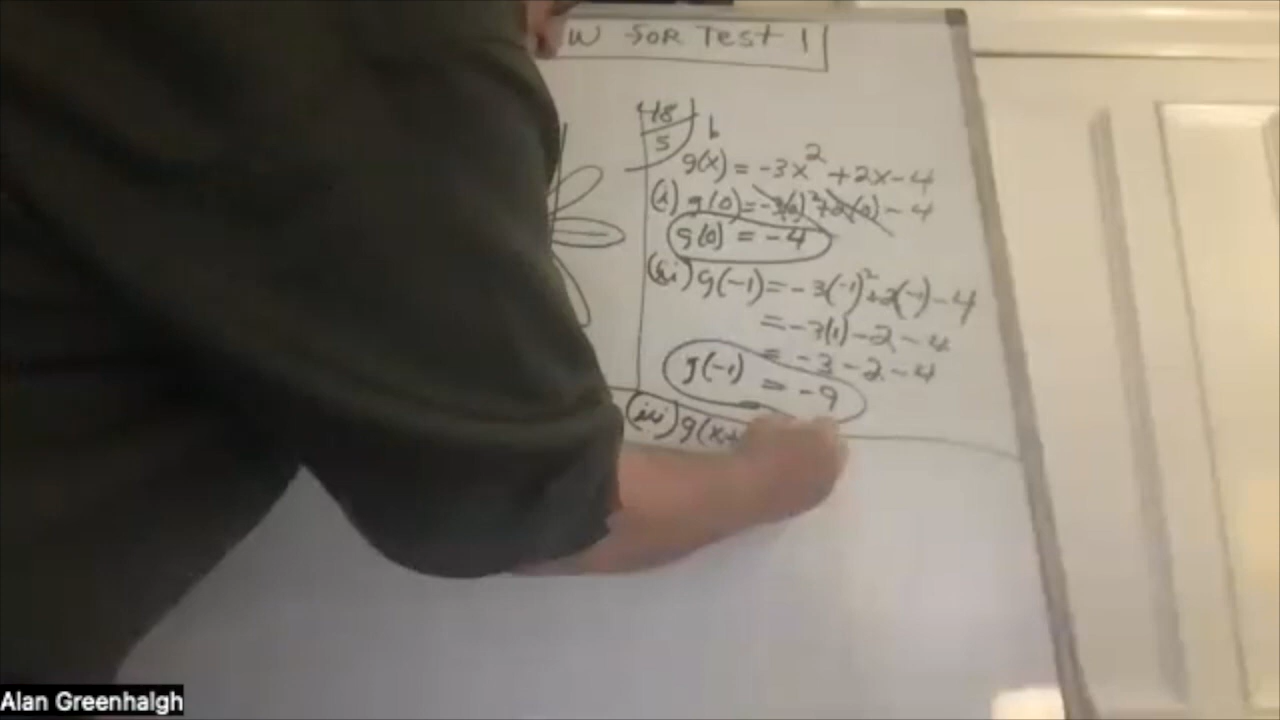 W FOR TEST 1
48
5
b
g(x) = -3x² + 2x - 4
(i) g(0) = -3(0)² + 2(0) - 4
g(0) = -4
(ii) g(-1) = -3(-1)² + 2(-1) - 4
= -3(1) - 2 - 4
= -3 - 2 - 4
g(-1) = -9
(iii) g(x+
Alan Greenhalgh